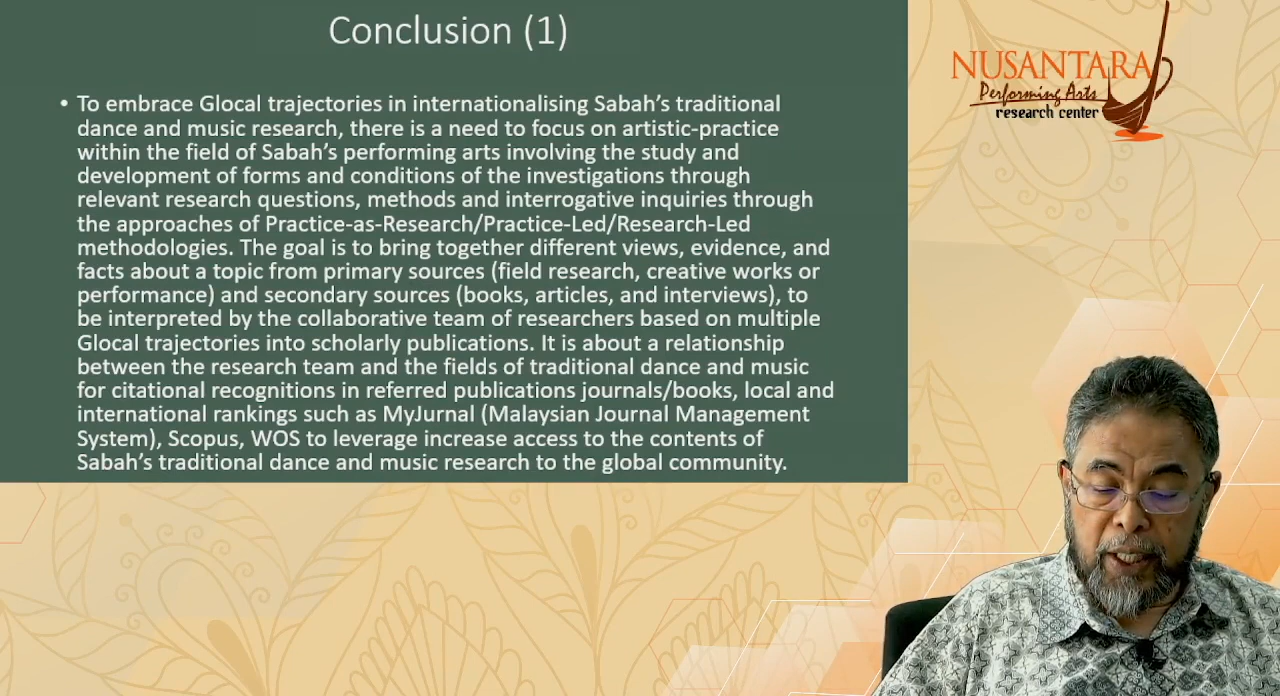 Conclusion (1)
• To embrace Glocal trajectories in internationalising Sabah's traditional
dance and music research, there is a need to focus on artistic-practice
within the field of Sabah's performing arts involving the study and
development of forms and conditions of the investigations through
relevant research questions, methods and interrogative inquiries through
the approaches of Practice-as-Research/Practice-Led/Research-Led
methodologies. The goal is to bring together different views, evidence, and
facts about a topic from primary sources (field research, creative works or
performance) and secondary sources (books, articles, and interviews), to
be interpreted by the collaborative team of researchers based on multiple
Glocal trajectories into scholarly publications. It is about a relationship
between the research team and the fields of traditional dance and music
for citational recognitions in referred publications journals/books, local and
international rankings such as MyJurnal (Malaysian Journal Management
System), Scopus, WOS to leverage increase access to the contents of
Sabah's traditional dance and music research to the global community.
NUSANTARA
Performing Arts
research center